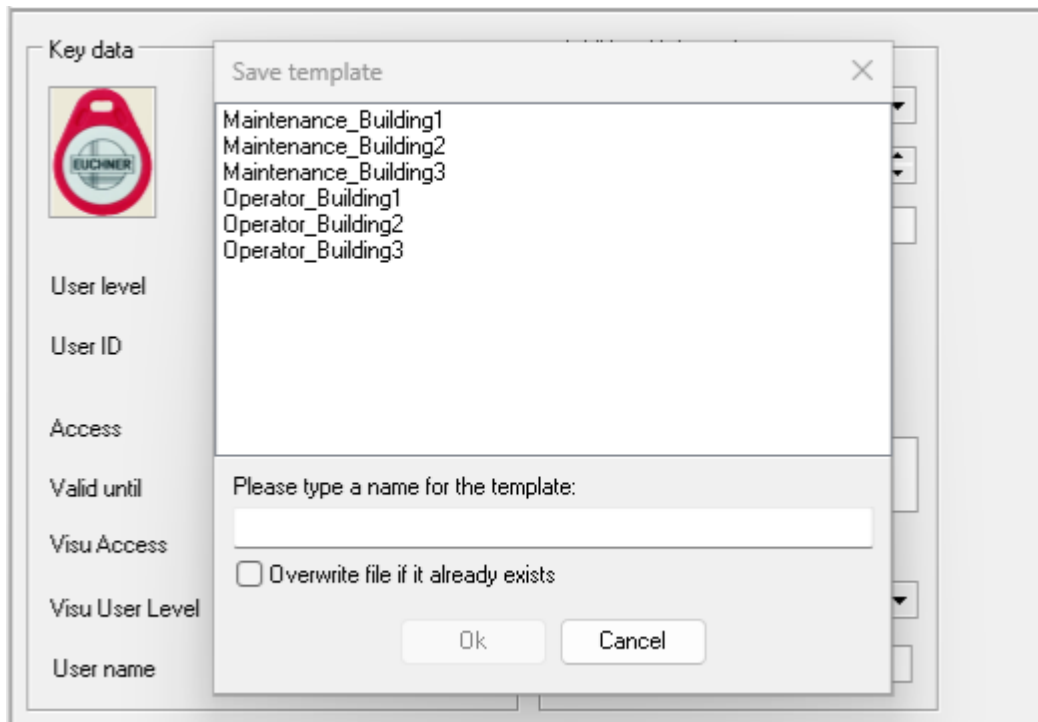 Key data
Save template
Maintenance_Building1
Maintenance_Building2
Maintenance_Building3
Operator_Building1
Operator_Building2
Operator_Building3
EUCHNER
User level
User ID
Access
Valid until
Visu Access
Visu User Level
User name
Please type a name for the template:
Overwrite file if it already exists
Ok
Cancel